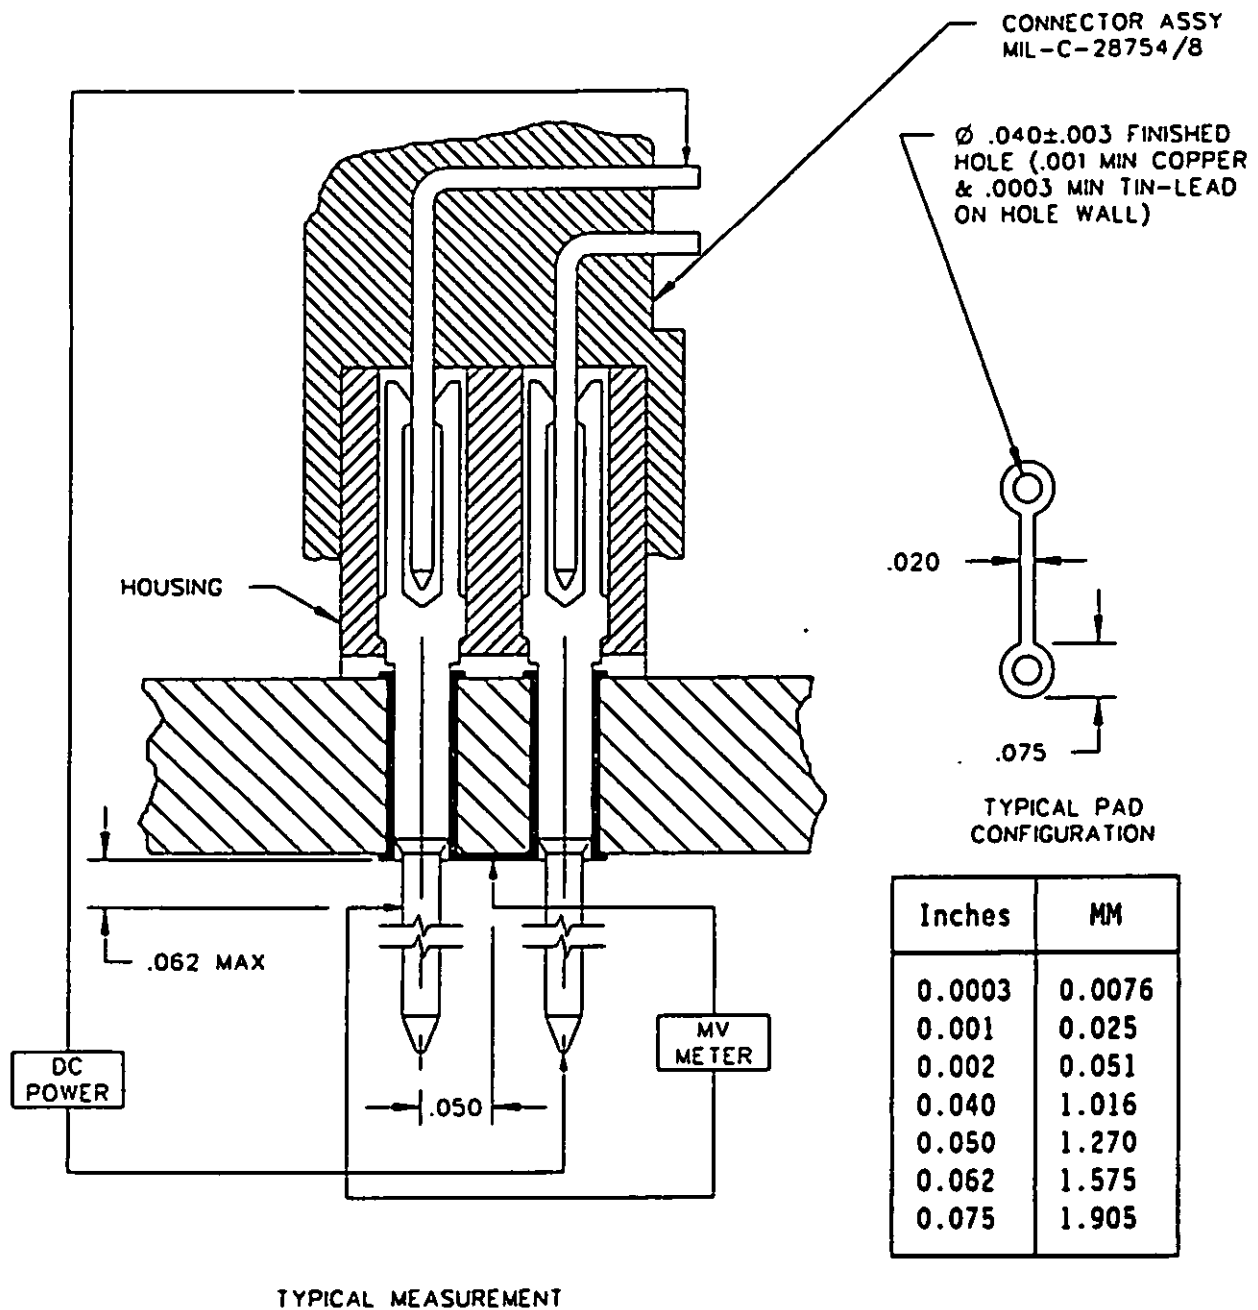 CONNECTOR ASSY
MIL-C-28754/8
Ø .040±.003 FINISHED
HOLE (.001 MIN COPPER
& .0003 MIN TIN-LEAD
ON HOLE WALL)
HOUSING
.020
.075
TYPICAL PAD
CONFIGURATION
.062 MAX
DC
POWER
MV
METER
.050
Inches MM
0.0003 0.0076
0.001 0.025
0.002 0.051
0.040 1.016
0.050 1.270
0.062 1.575
0.075 1.905
TYPICAL MEASUREMENT